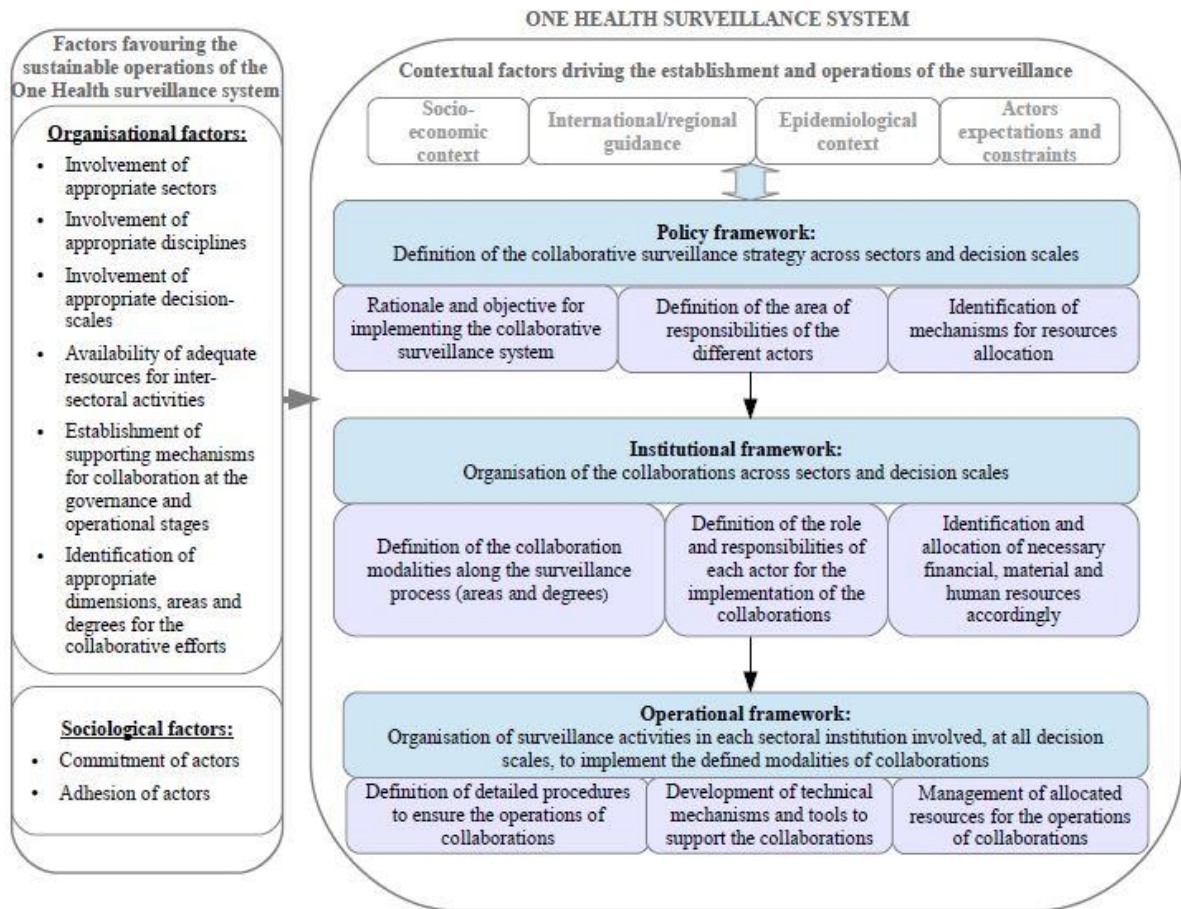 ONE HEALTH SURVEILLANCE SYSTEM
Factors favouring the
sustainable operations of the
One Health surveillance system
Organisational factors:
• Involvement of
appropriate sectors
• Involvement of
appropriate disciplines
• Involvement of
appropriate decision-
scales
• Availability of adequate
resources for inter-
sectoral activities
• Establishment of
supporting mechanisms
for collaboration at the
governance and
operational stages
• Identification of
appropriate
dimensions, areas and
degrees for the
collaborative efforts
Sociological factors:
• Commitment of actors
• Adhesion of actors
Contextual factors driving the establishment and operations of the surveillance
Socio-
economic
context
International/regional
guidance
Epidemiological
context
Actors
expectations and
constraints
Policy framework:
Definition of the collaborative surveillance strategy across sectors and decision scales
Rationale and objective for
implementing the collaborative
surveillance system
Definition of the area of
responsibilities of the
different actors
Identification of
mechanisms for resources
allocation
Institutional framework:
Organisation of the collaborations across sectors and decision scales
Definition of the collaboration
modalities along the surveillance
process (areas and degrees)
Definition of the role
and responsibilities of
each actor for the
implementation of the
collaborations
Identification and
allocation of necessary
financial, material and
human resources
accordingly
Operational framework:
Organisation of surveillance activities in each sectoral institution involved, at all decision
scales, to implement the defined modalities of collaborations
Definition of detailed procedures
to ensure the operations of
collaborations
Development of technical
mechanisms and tools to
support the collaborations
Management of allocated
resources for the operations
of collaborations